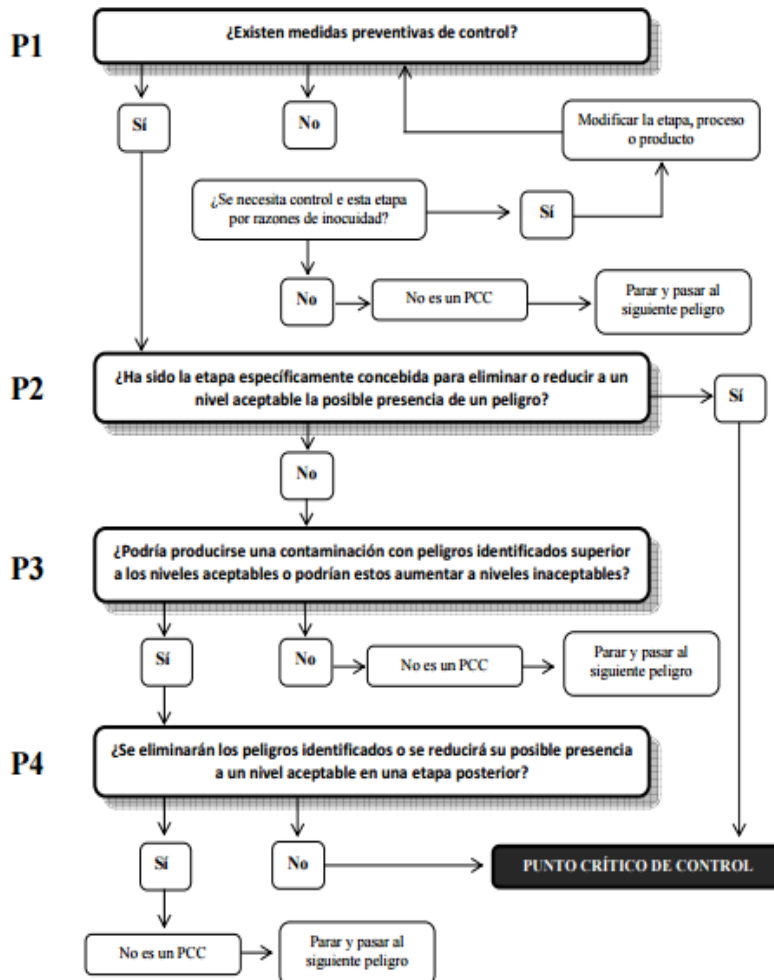 P1
¿Existen medidas preventivas de control?
Sí
No
Modificar la etapa, proceso
o producto
¿Se necesita control e esta etapa
por razones de inocuidad?
Sí
No
No es un PCC
Parar y pasar al
siguiente peligro
P2
¿Ha sido la etapa específicamente concebida para eliminar o reducir a un
nivel aceptable la posible presencia de un peligro?
Sí
No
P3
¿Podría producirse una contaminación con peligros identificados superior
a los niveles aceptables o podrían estos aumentar a niveles inaceptables?
Sí
No
No es un PCC
Parar y pasar al
siguiente peligro
P4
¿Se eliminarán los peligros identificados o se reducirá su posible presencia
a un nivel aceptable en una etapa posterior?
Sí
No
PUNTO CRÍTICO DE CONTROL
No es un PCC
Parar y pasar al
siguiente peligro